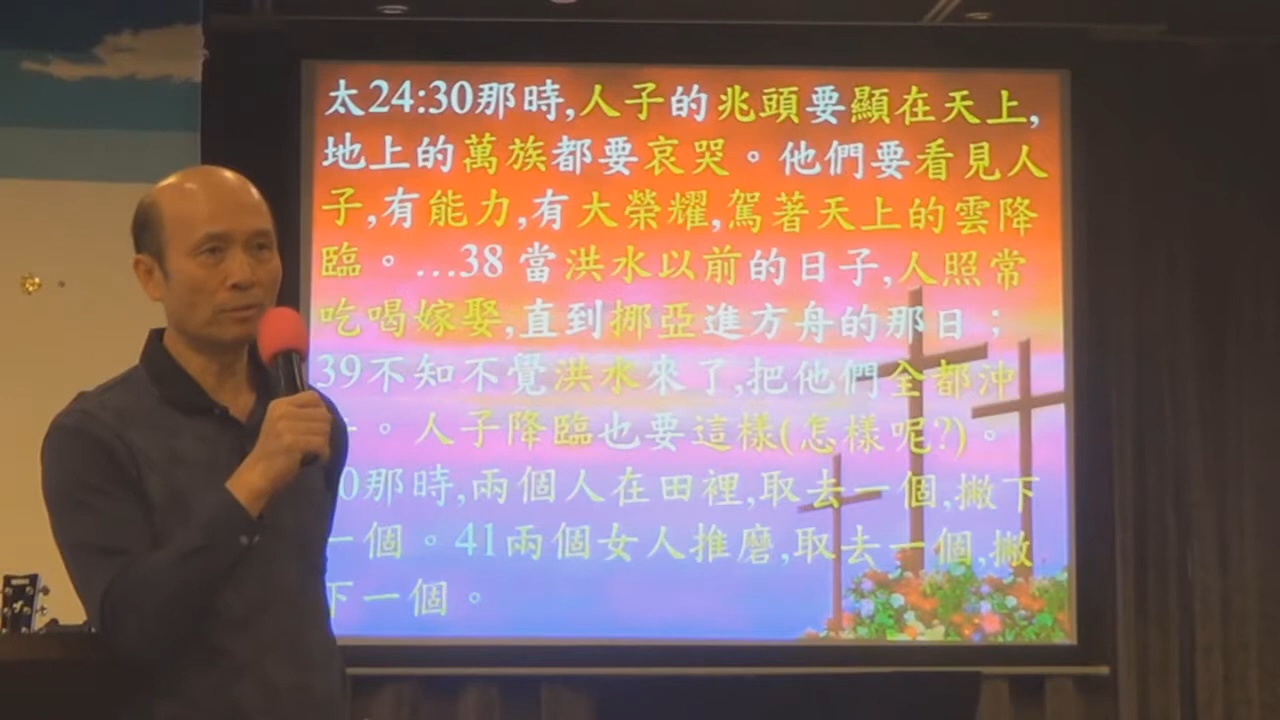 太24:30那時,人子的兆頭要顯在天上,
地上的萬族都要哀哭。他們要看見人
子,有能力,有大榮耀,駕著天上的雲降
臨。…38 當洪水以前的日子,人照常
吃喝嫁娶,直到挪亞進方舟的那日；
39不知不覺洪水來了,把他們全都沖
。人子降臨也要這樣(怎樣呢?)。
0那時,兩個人在田裡,取去一個,撇下
一個。41兩個女人推磨,取去一個,撇
下一個。